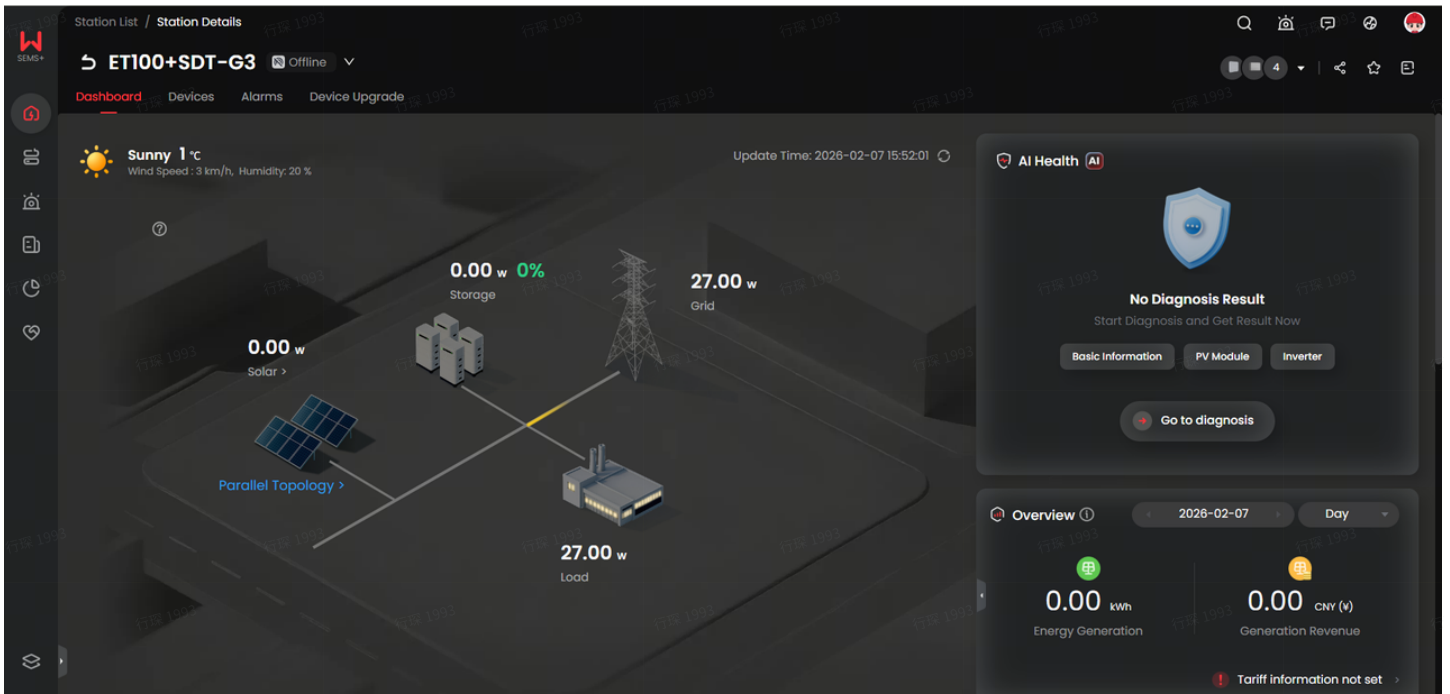 Station List / Station Details
SEMS+
ET100+SDT-G3 Offline
4
Dashboard Devices Alarms Device Upgrade
Sunny 1 ℃
Wind Speed : 3 km/h, Humidity: 20 %
Update Time: 2026-02-07 15:52:01
0.00 w 0%
Storage
27.00 w
Grid
0.00 w
Solar >
Parallel Topology >
27.00 w
Load
AI Health AI
No Diagnosis Result
Start Diagnosis and Get Result Now
Basic Information PV Module Inverter
Go to diagnosis
Overview
2026-02-07 Day
0.00 kWh
Energy Generation
0.00 CNY (¥)
Generation Revenue
Tariff information not set >
行琛 1993